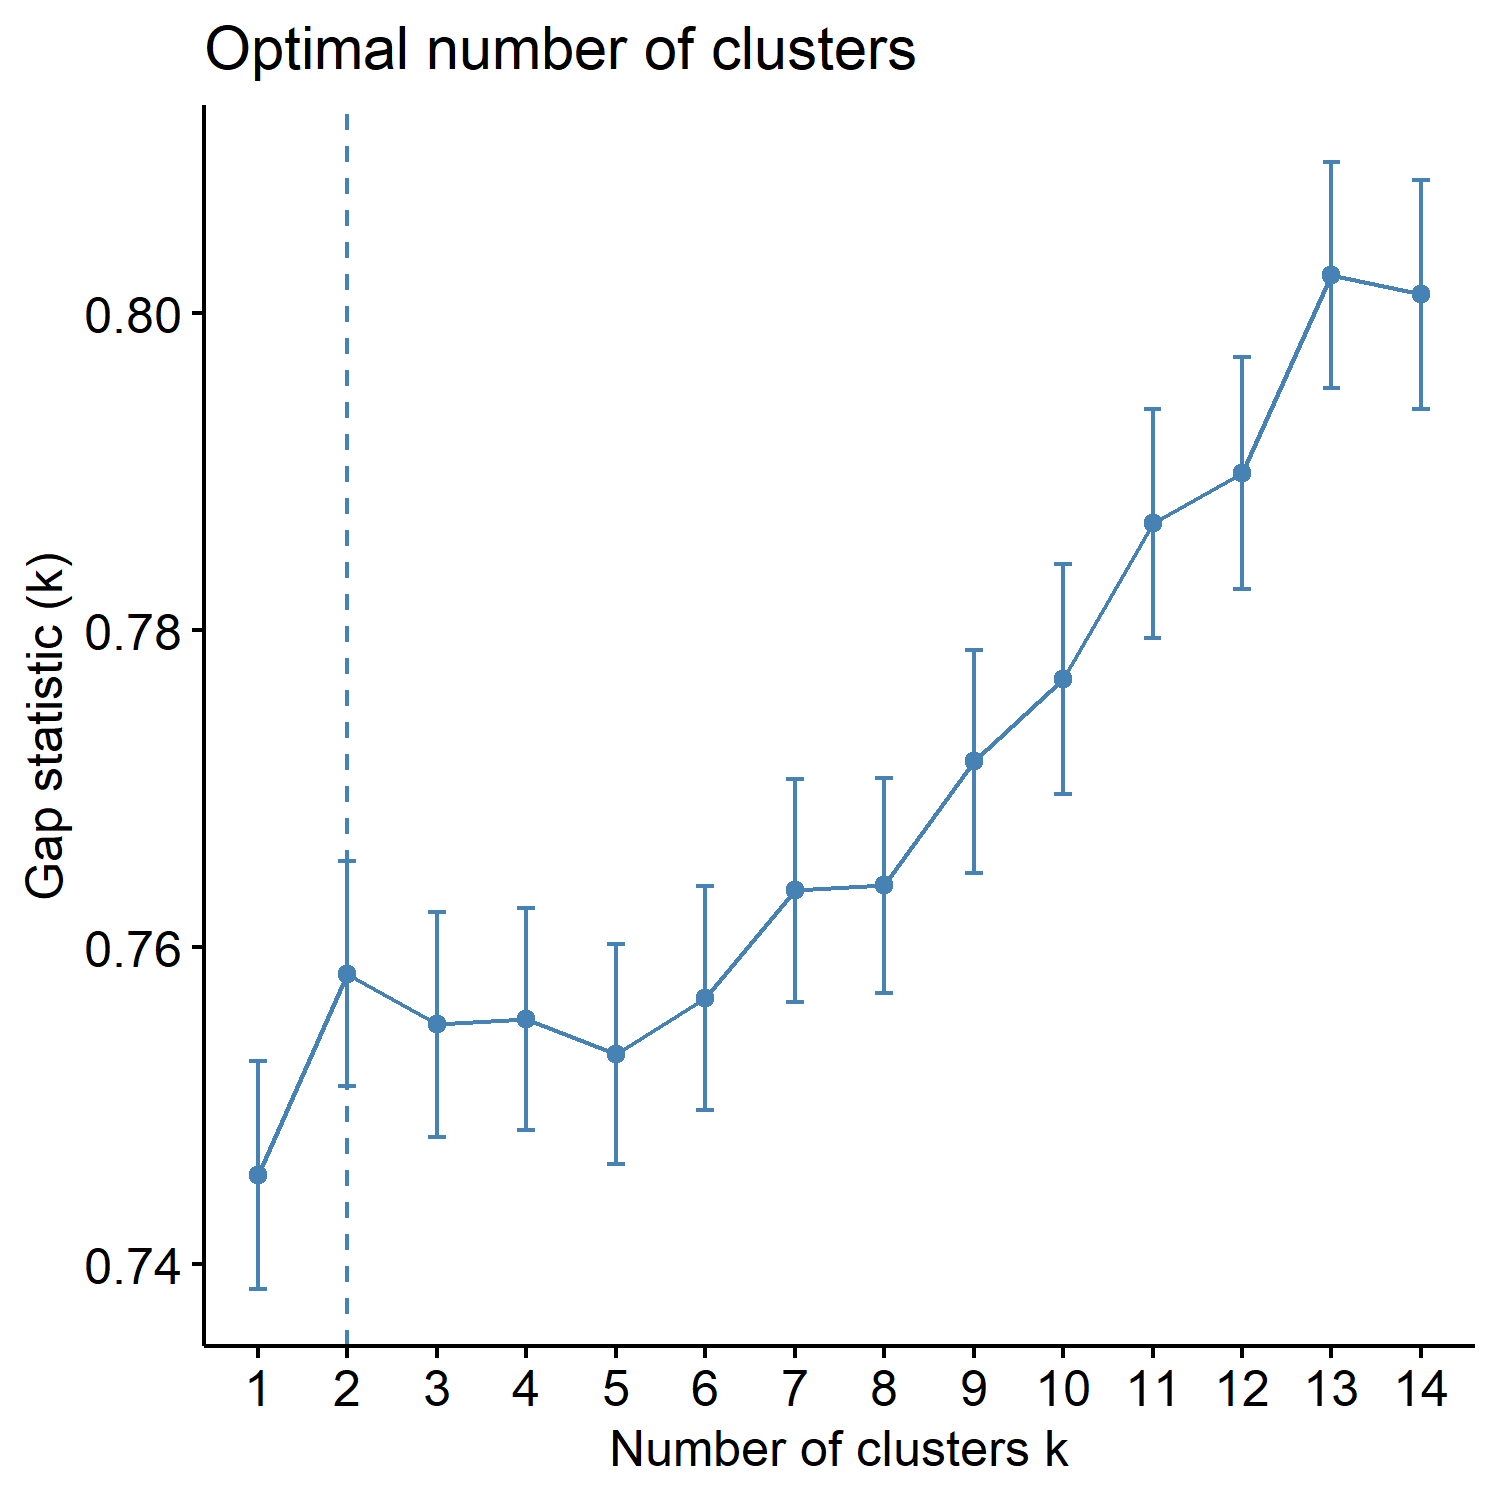 Optimal number of clusters
Gap statistic (k)
0.80
0.78
0.76
0.74
1 2 3 4 5 6 7 8 9 10 11 12 13 14
Number of clusters k